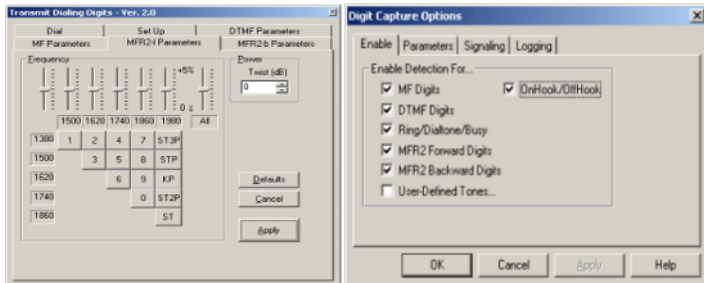 Transmit Dialing Digits - Ver. 2.0
Dial Set Up DTMF Parameters
MF Parameters MFR2-f Parameters MFR2-b Parameters
Frequency
+5%
0 %
1500 1620 1740 1860 1980 All
1380 1 2 4 7 ST3P
1500 3 5 8 STP
1620 6 9 KP
1740 0 ST2P
1860 ST
Power
Twist (dB)
0
Defaults
Cancel
Apply
Digit Capture Options
Enable Parameters Signaling Logging
Enable Detection For...
MF Digits OnHook/OffHook
DTMF Digits
Ring/Dialtone/Busy
MFR2 Forward Digits
MFR2 Backward Digits
User-Defined Tones...
OK Cancel Apply Help